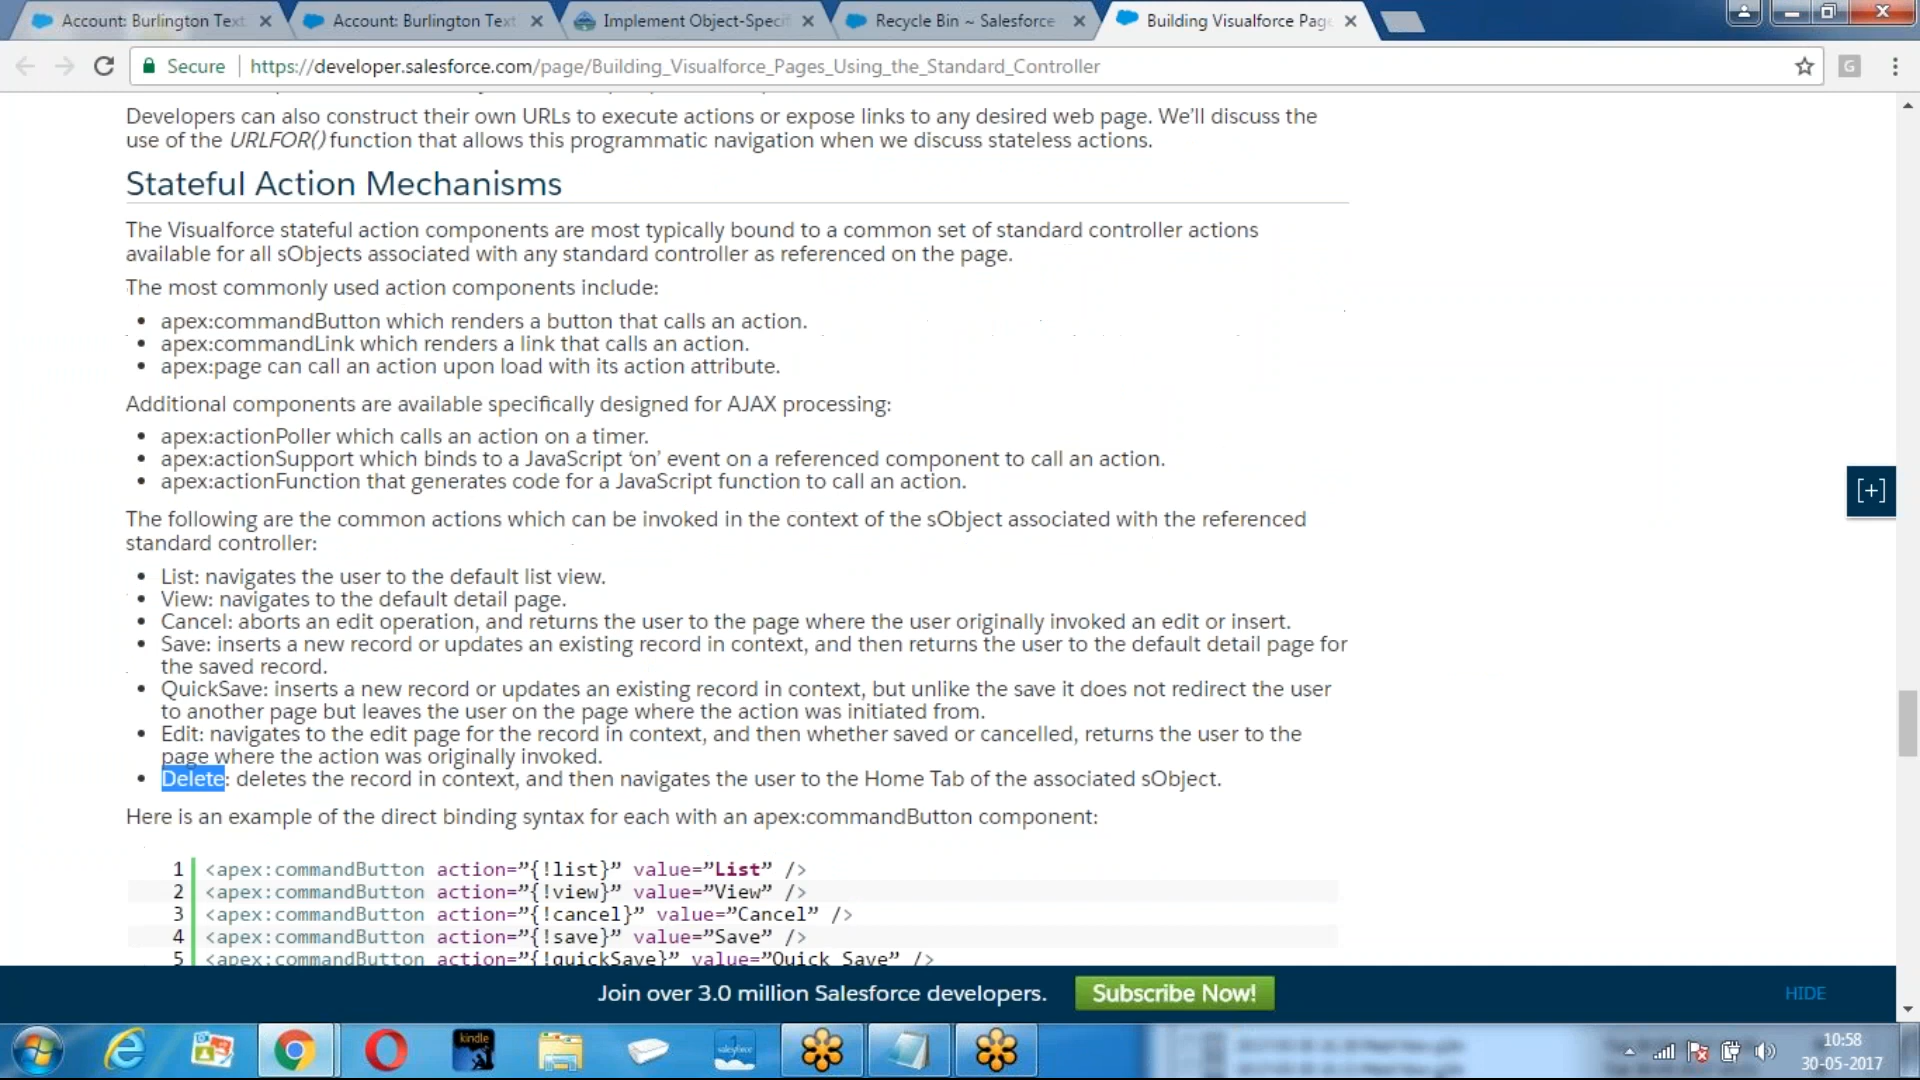 Account: Burlington Text
Account: Burlington Text
Implement Object-Specif
Recycle Bin ~ Salesforce
Building Visualforce Page
Secure
https://developer.salesforce.com/page/Building_Visualforce_Pages_Using_the_Standard_Controller
G
Developers can also construct their own URLs to execute actions or expose links to any desired web page. We'll discuss the
use of the URLFOR() function that allows this programmatic navigation when we discuss stateless actions.
Stateful Action Mechanisms
The Visualforce stateful action components are most typically bound to a common set of standard controller actions
available for all sObjects associated with any standard controller as referenced on the page.
The most commonly used action components include:
• apex:commandButton which renders a button that calls an action.
• apex:commandLink which renders a link that calls an action.
• apex:page can call an action upon load with its action attribute.
Additional components are available specifically designed for AJAX processing:
• apex:actionPoller which calls an action on a timer.
• apex:actionSupport which binds to a JavaScript ‘on’ event on a referenced component to call an action.
• apex:actionFunction that generates code for a JavaScript function to call an action.
[+]
The following are the common actions which can be invoked in the context of the sObject associated with the referenced
standard controller:
• List: navigates the user to the default list view.
• View: navigates to the default detail page.
• Cancel: aborts an edit operation, and returns the user to the page where the user originally invoked an edit or insert.
• Save: inserts a new record or updates an existing record in context, and then returns the user to the default detail page for
the saved record.
• QuickSave: inserts a new record or updates an existing record in context, but unlike the save it does not redirect the user
to another page but leaves the user on the page where the action was initiated from.
• Edit: navigates to the edit page for the record in context, and then whether saved or cancelled, returns the user to the
page where the action was originally invoked.
• Delete: deletes the record in context, and then navigates the user to the Home Tab of the associated sObject.
Here is an example of the direct binding syntax for each with an apex:commandButton component:
1 <apex:commandButton action=”{!list}” value=”List” />
2 <apex:commandButton action=”{!view}” value=”View” />
3 <apex:commandButton action=”{!cancel}” value=”Cancel” />
4 <apex:commandButton action=”{!save}” value=”Save” />
5 <apex:commandButton action=”{!quickSave}” value=”Quick Save” />
Join over 3.0 million Salesforce developers.
Subscribe Now!
HIDE
kindle
salesforce
10:58
30-05-2017